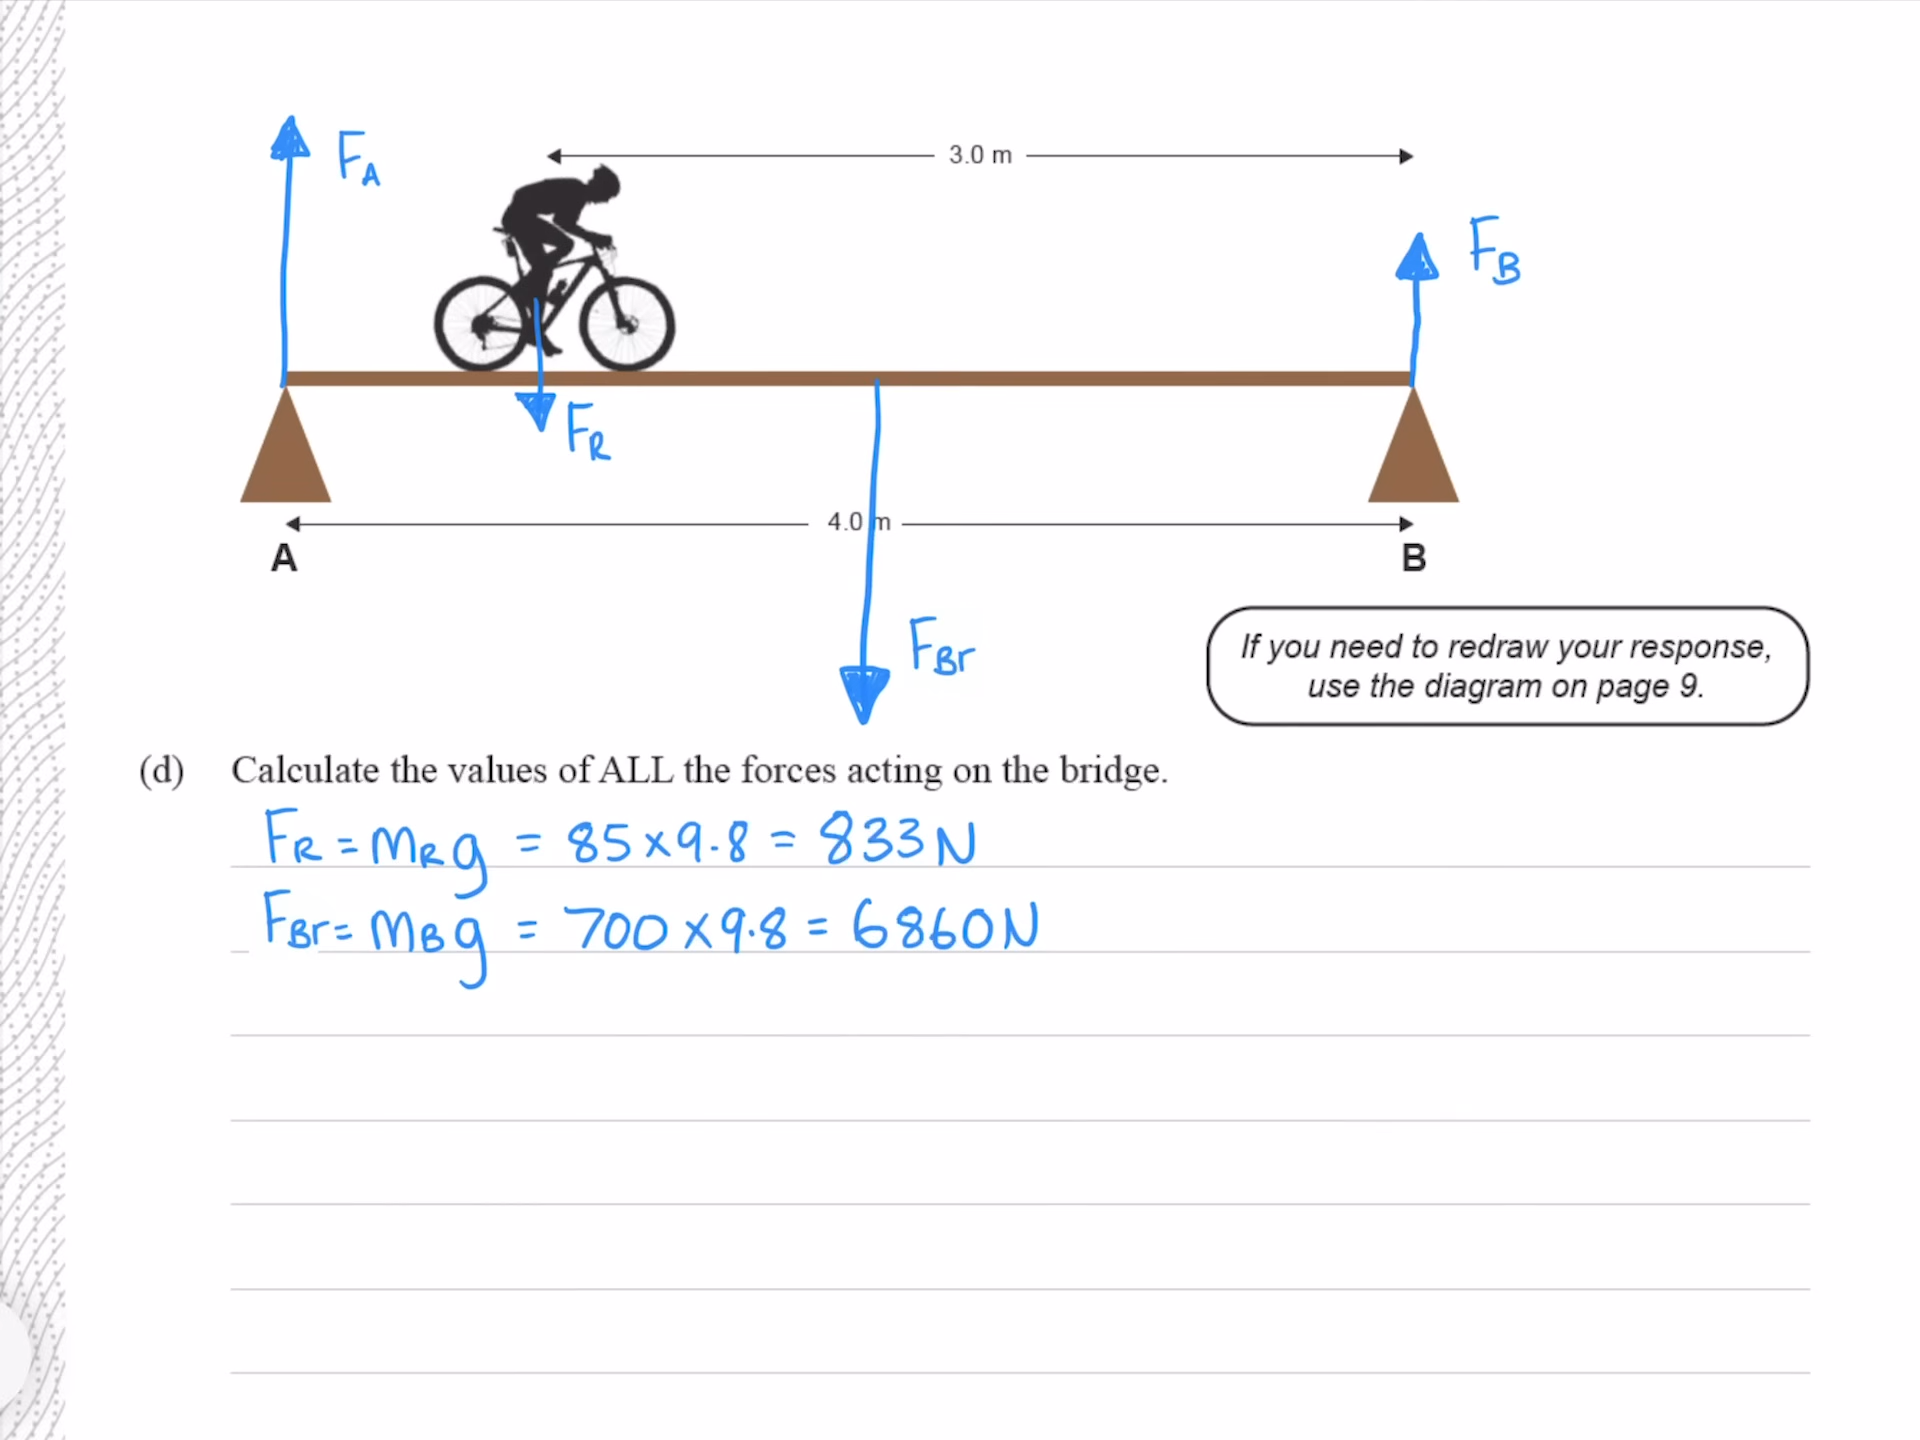 F_A
3.0 m
F_B
F_R
4.0 m
A
B
F_Br
If you need to redraw your response,
use the diagram on page 9.
(d) Calculate the values of ALL the forces acting on the bridge.
F_R = m_R g = 85 × 9.8 = 833 N
F_Br = m_B g = 700 × 9.8 = 6860 N